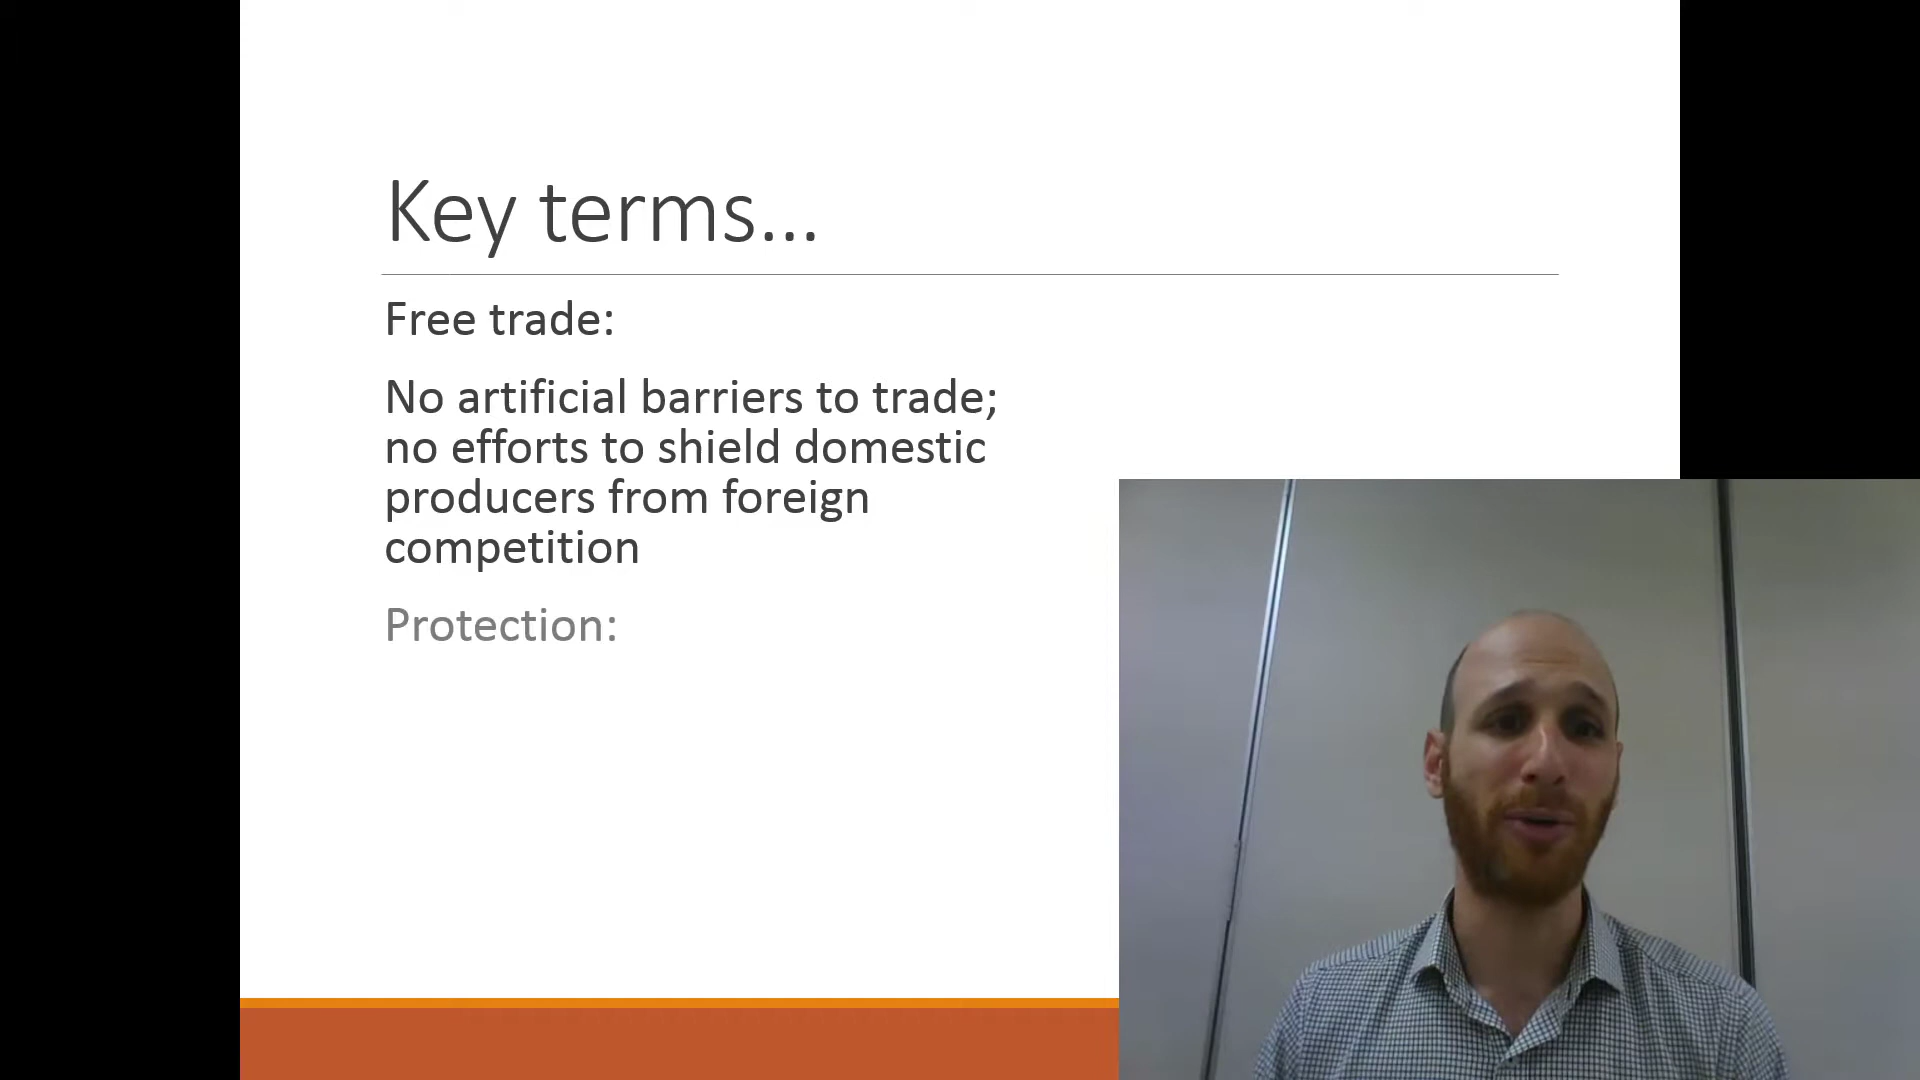 Key terms...
Free trade:
No artificial barriers to trade;
no efforts to shield domestic
producers from foreign
competition
Protection: